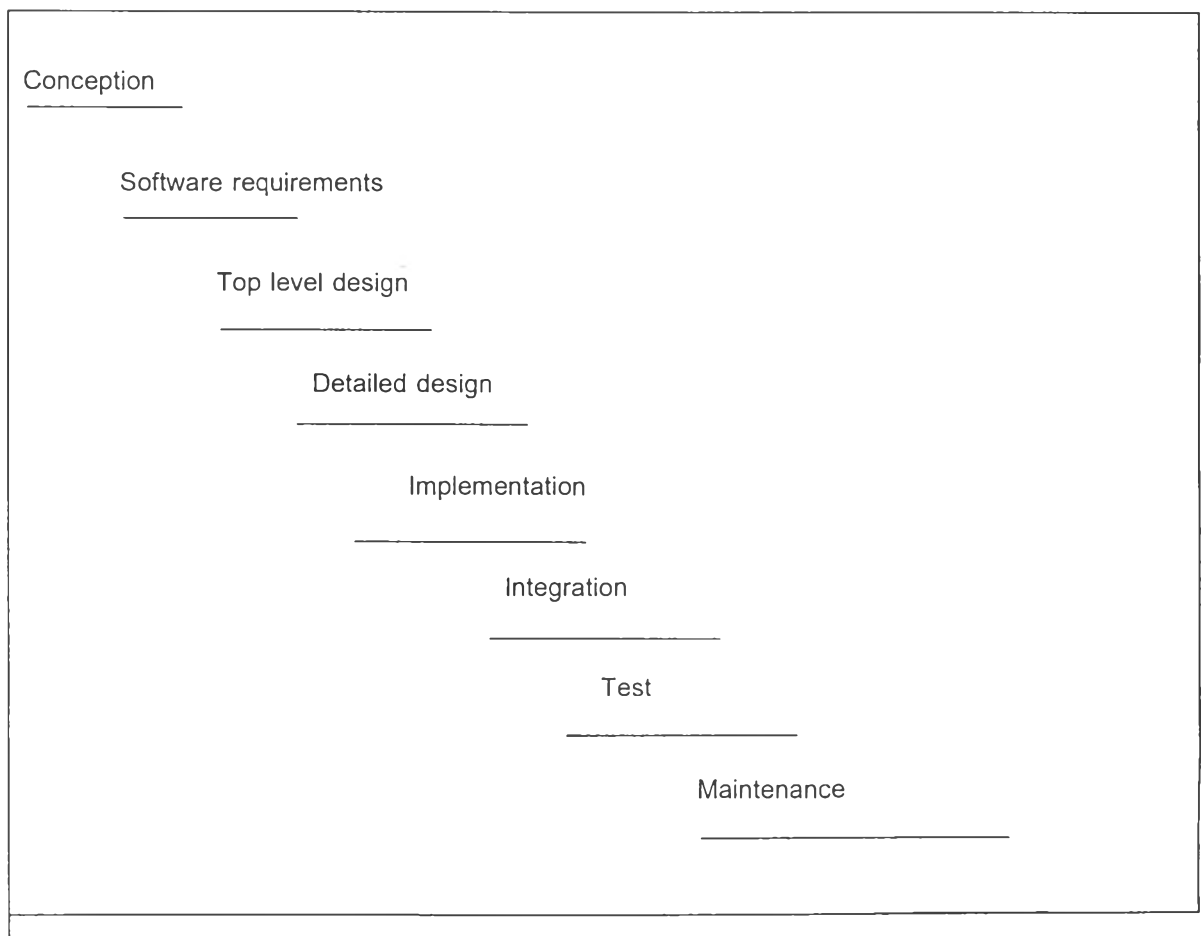 Conception
Software requirements
Top level design
Detailed design
Implementation
Integration
Test
Maintenance